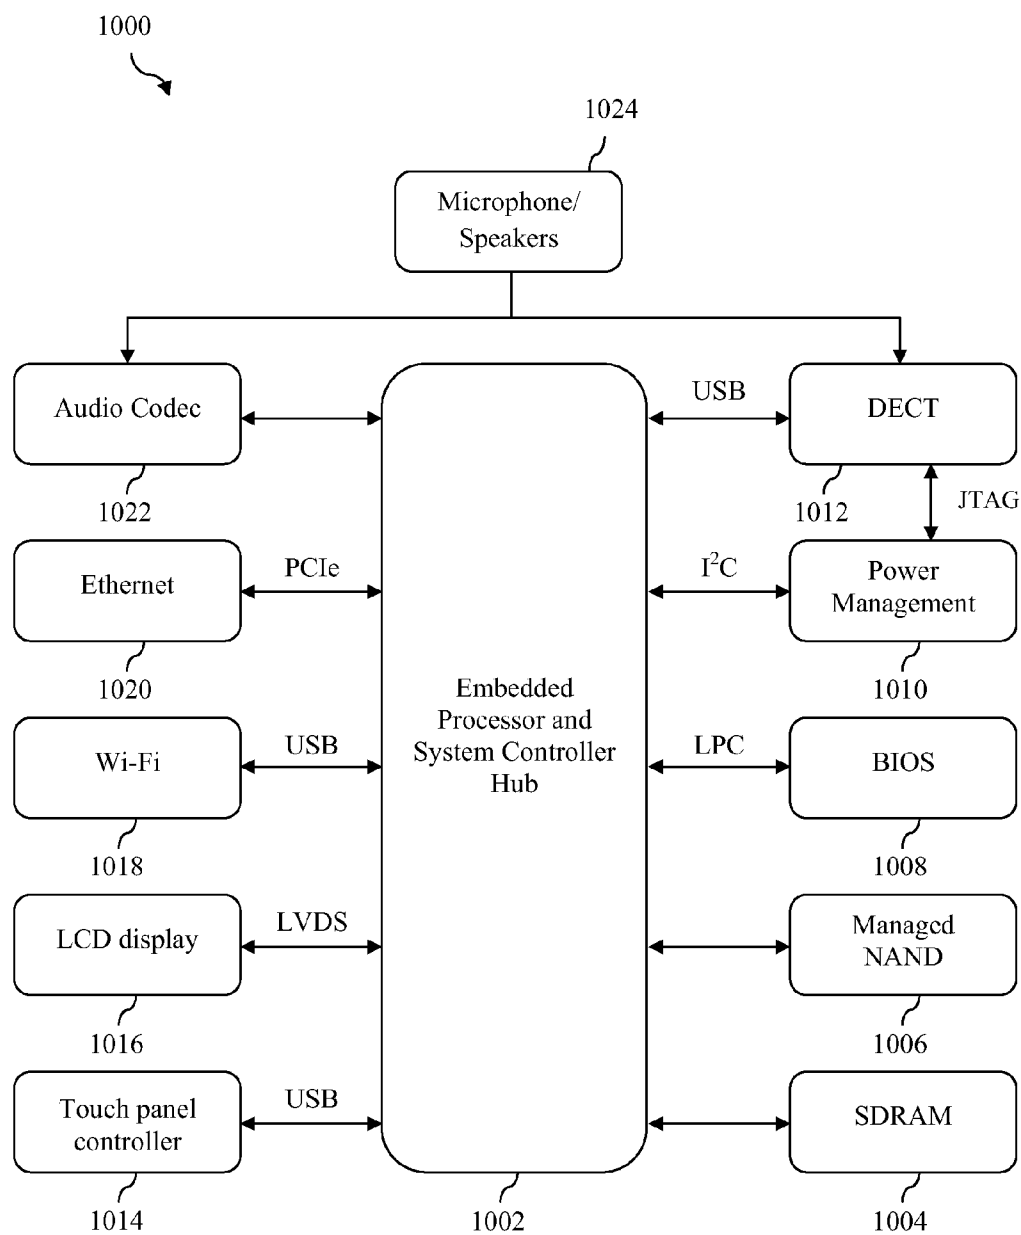 1000
1024
Microphone/
Speakers
Audio Codec
USB
DECT
1022
1012
JTAG
Ethernet
PCIe
I²C
Power
Management
1020
1010
Embedded
Processor and
System Controller
Hub
Wi-Fi
USB
LPC
BIOS
1018
1008
LCD display
LVDS
Managed
NAND
1016
1006
Touch panel
controller
USB
SDRAM
1014
1002
1004